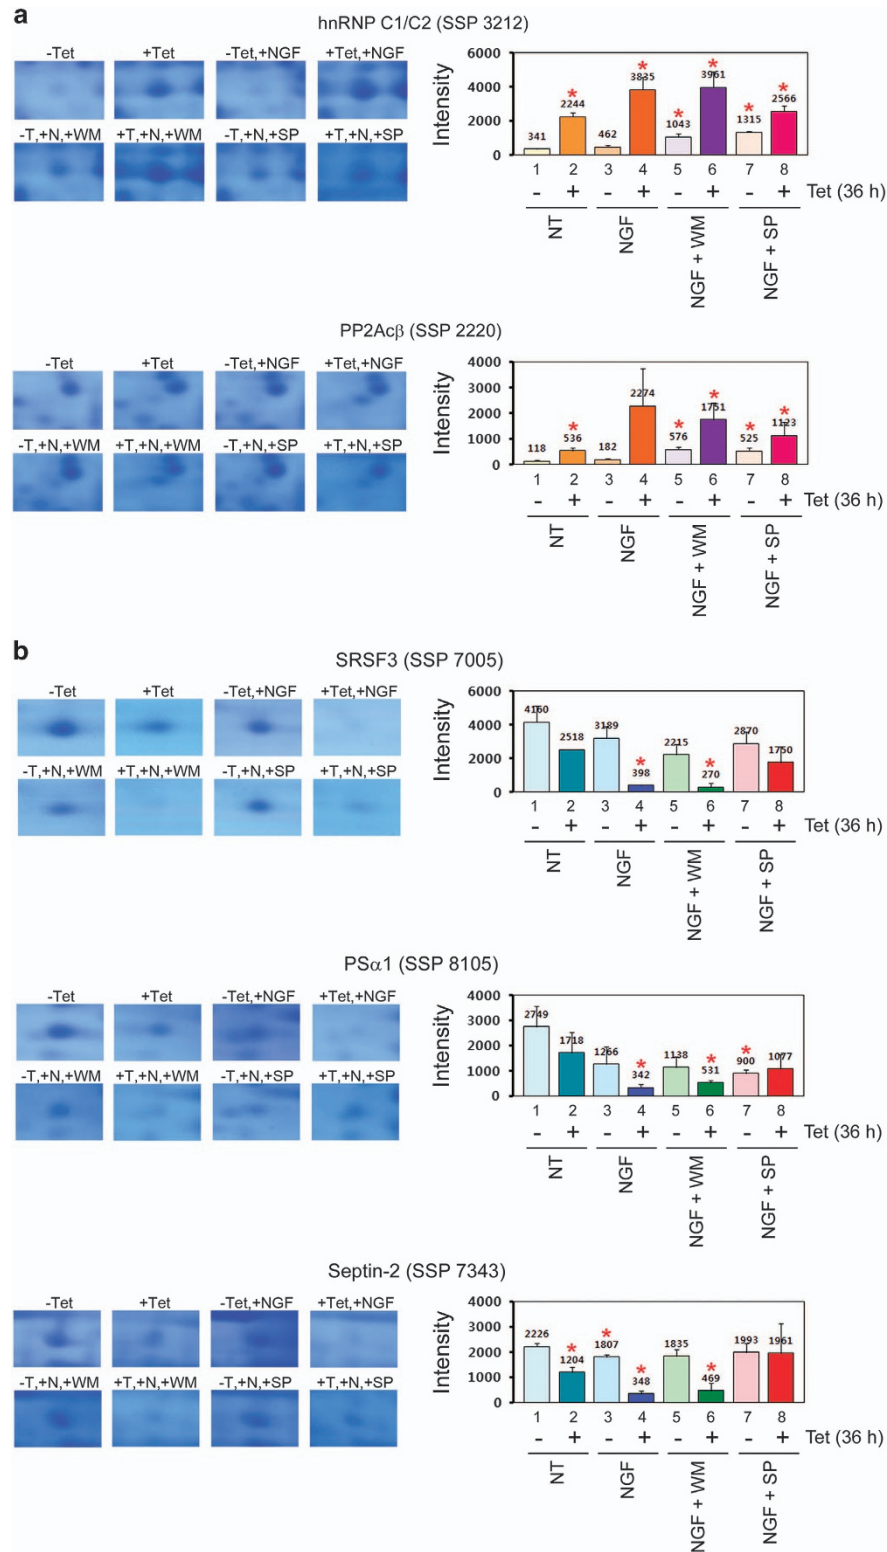 a
hnRNP C1/C2 (SSP 3212)
-Tet +Tet -Tet,+NGF +Tet,+NGF
-T,+N,+WM +T,+N,+WM -T,+N,+SP +T,+N,+SP
Intensity
6000
4000
2000
0
341 * 2244 462 * 3835 * 1043 * 3961 * 1315 * 2566
1 2 3 4 5 6 7 8
- + - + - + - + Tet (36 h)
NT NGF NGF + WM NGF + SP
PP2Acβ (SSP 2220)
-Tet +Tet -Tet,+NGF +Tet,+NGF
-T,+N,+WM +T,+N,+WM -T,+N,+SP +T,+N,+SP
Intensity
4000
3000
2000
1000
0
118 * 536 182 2274 * 576 * 1751 * 525 * 1123
1 2 3 4 5 6 7 8
- + - + - + - + Tet (36 h)
NT NGF NGF + WM NGF + SP
b
SRSF3 (SSP 7005)
-Tet +Tet -Tet,+NGF +Tet,+NGF
-T,+N,+WM +T,+N,+WM -T,+N,+SP +T,+N,+SP
Intensity
6000
4000
2000
0
4160 2518 3189 * 398 2215 * 270 2870 1750
1 2 3 4 5 6 7 8
- + - + - + - + Tet (36 h)
NT NGF NGF + WM NGF + SP
PSα1 (SSP 8105)
-Tet +Tet -Tet,+NGF +Tet,+NGF
-T,+N,+WM +T,+N,+WM -T,+N,+SP +T,+N,+SP
Intensity
4000
3000
2000
1000
0
2749 1718 1266 * 342 1138 * 531 * 900 1077
1 2 3 4 5 6 7 8
- + - + - + - + Tet (36 h)
NT NGF NGF + WM NGF + SP
Septin-2 (SSP 7343)
-Tet +Tet -Tet,+NGF +Tet,+NGF
-T,+N,+WM +T,+N,+WM -T,+N,+SP +T,+N,+SP
Intensity
4000
3000
2000
1000
0
2226 * 1204 * 1807 * 348 1835 * 469 1993 1961
1 2 3 4 5 6 7 8
- + - + - + - + Tet (36 h)
NT NGF NGF + WM NGF + SP